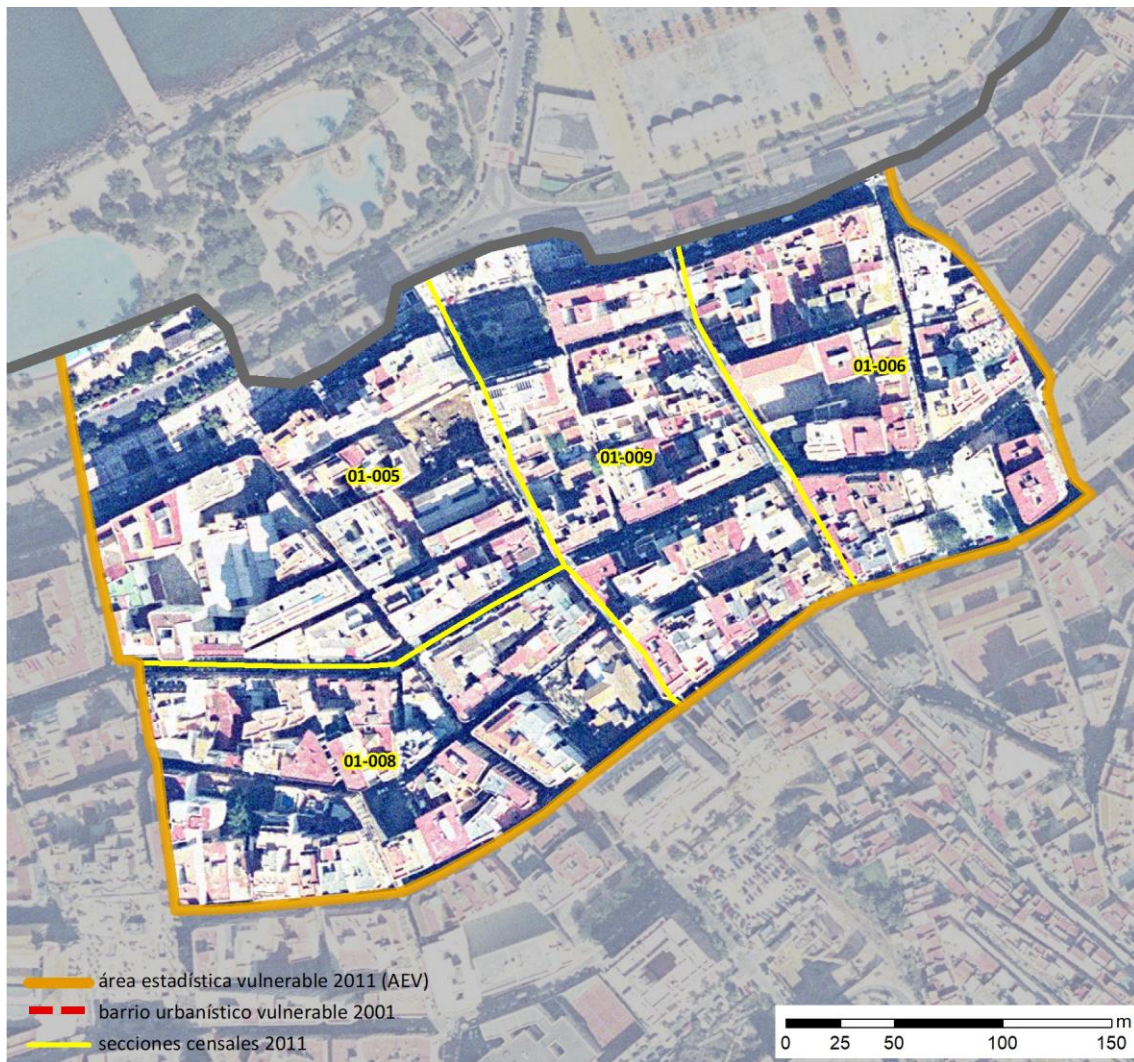 01-006
01-009
01-005
01-008
área estadística vulnerable 2011 (AEV)
barrio urbanístico vulnerable 2001
secciones censales 2011
m
0 25 50 100 150